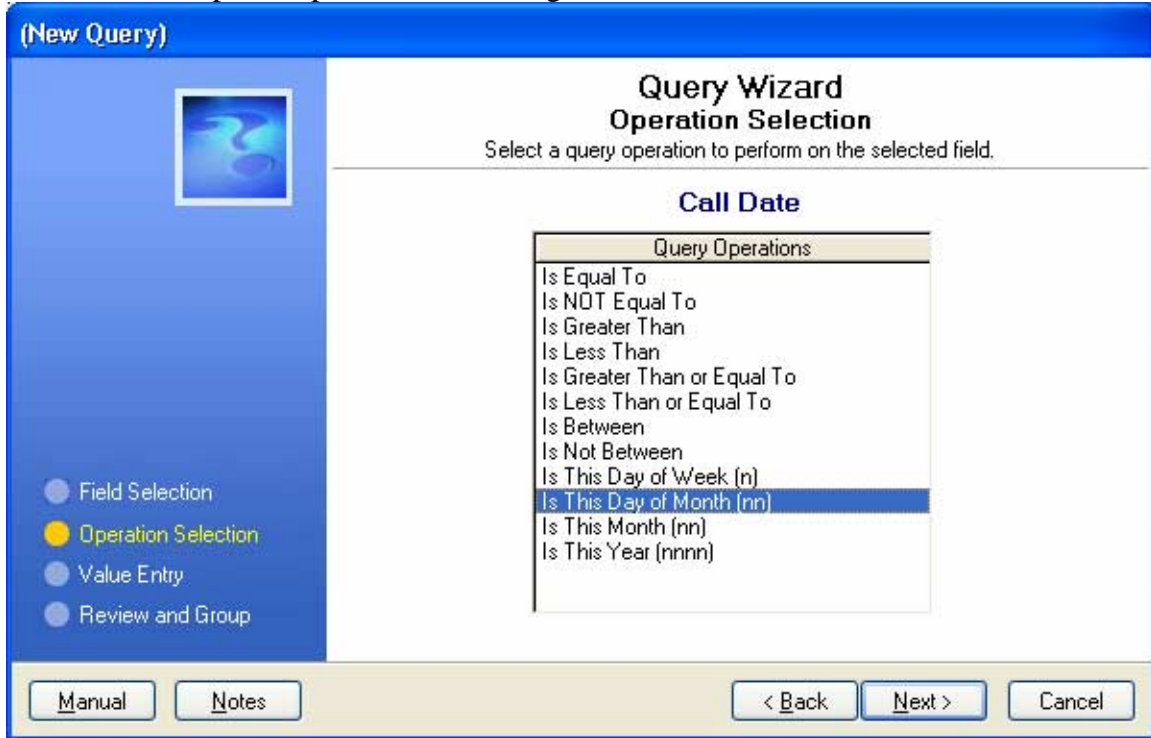 (New Query)
Query Wizard
Operation Selection
Select a query operation to perform on the selected field.
Call Date
Query Operations
Is Equal To
Is NOT Equal To
Is Greater Than
Is Less Than
Is Greater Than or Equal To
Is Less Than or Equal To
Is Between
Is Not Between
Is This Day of Week (n)
Is This Day of Month (nn)
Is This Month (nn)
Is This Year (nnnn)
Field Selection
Operation Selection
Value Entry
Review and Group
Manual
Notes
< Back
Next >
Cancel